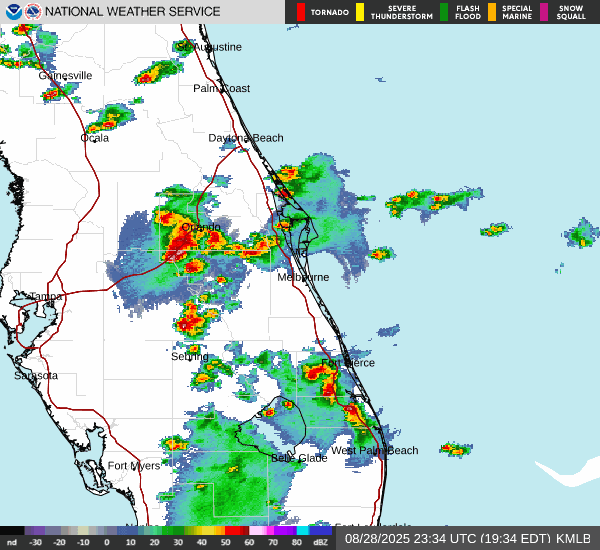 NATIONAL WEATHER SERVICE
TORNADO
SEVERE THUNDERSTORM
FLASH FLOOD
SPECIAL MARINE
SNOW SQUALL
St. Augustine
Gainesville
Palm Coast
Ocala
Daytona Beach
Orlando
Melbourne
Tampa
Sebring
Fort Pierce
Sarasota
West Palm Beach
Belle Glade
Fort Myers
nd -30 -20 -10 0 10 20 30 40 50 60 70 80 dBZ
08/28/2025 23:34 UTC (19:34 EDT) KMLB